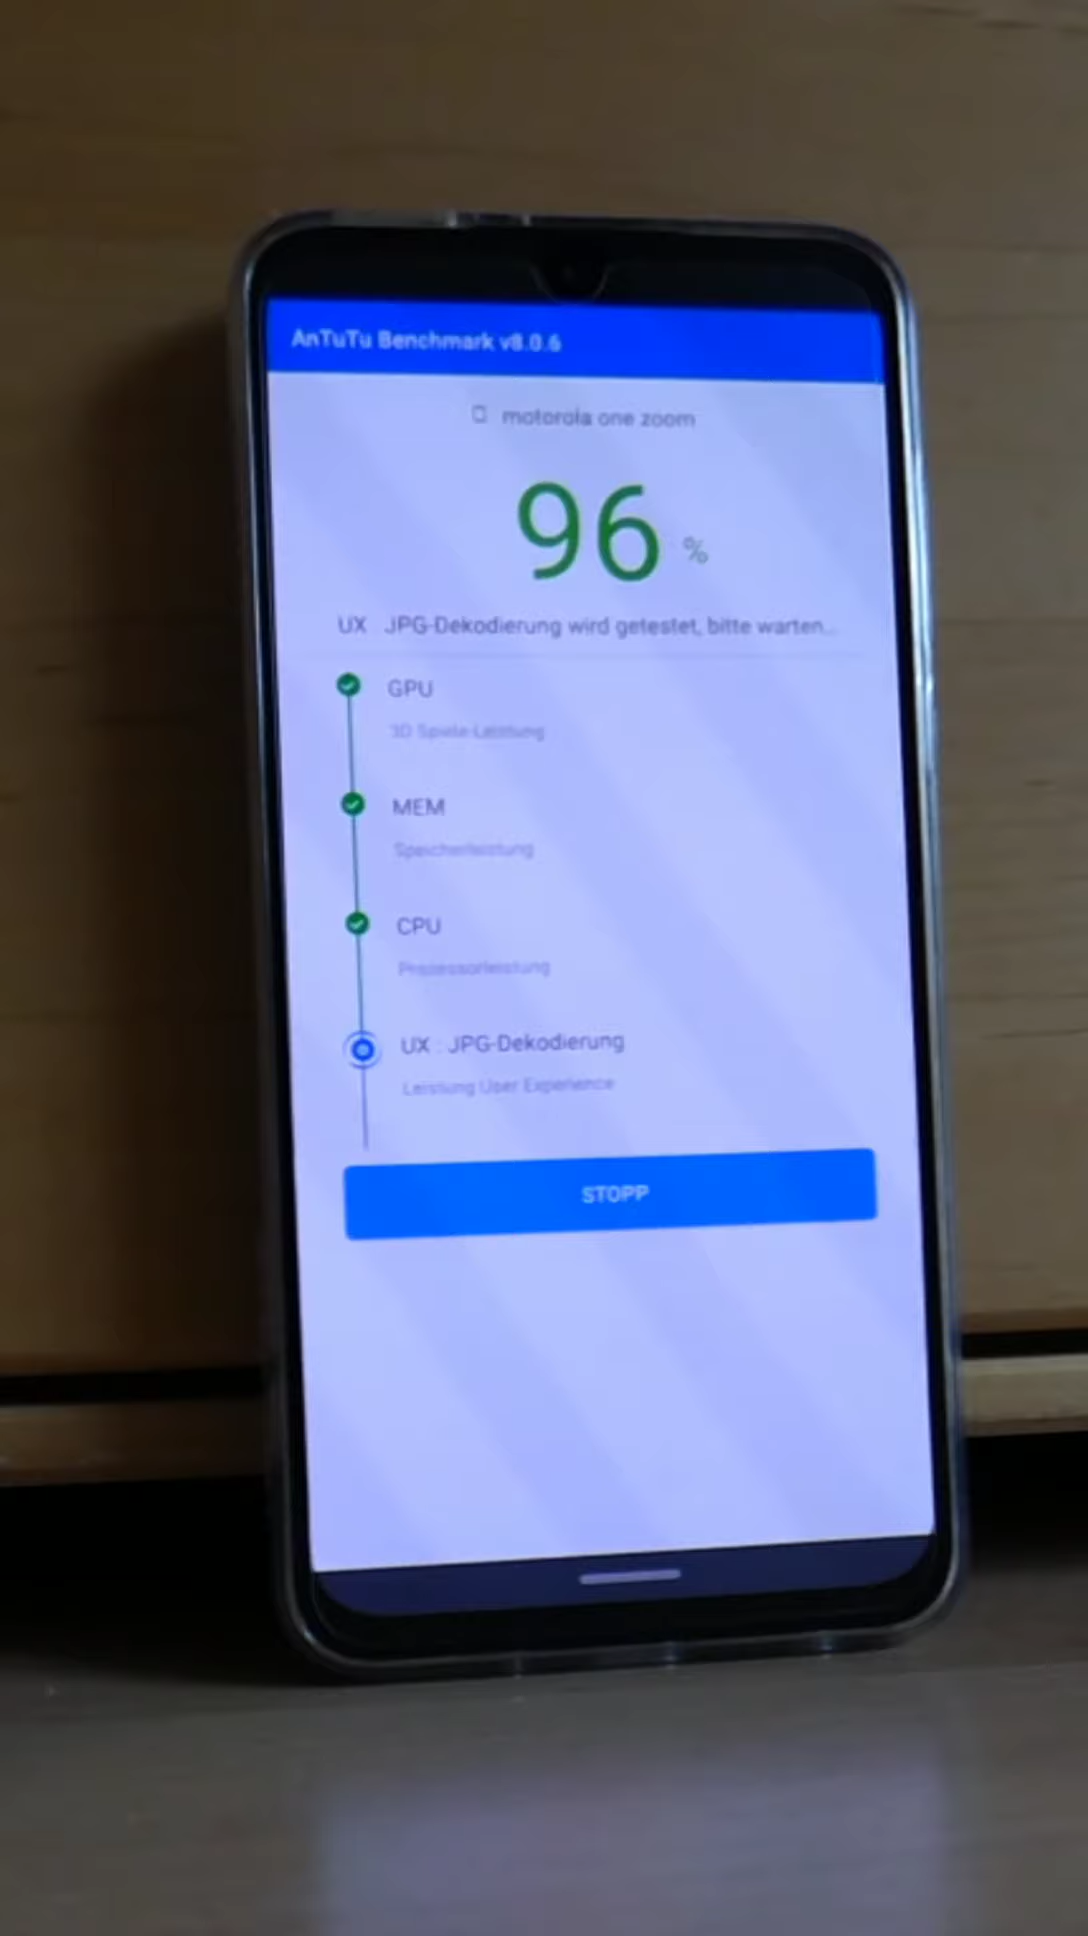 AnTuTu Benchmark v8.0.6
motorola one zoom
96 %
UX JPG-Dekodierung wird getestet, bitte warten...
GPU
3D Spiele-Leistung
MEM
Speicherleistung
CPU
Prozessorleistung
UX : JPG-Dekodierung
Leistung User Experience
STOPP